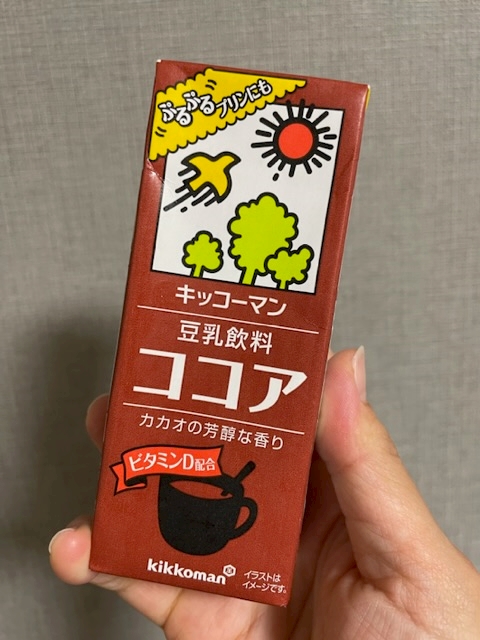 ぷるぷるプリンにも
キッコーマン
豆乳飲料
ココア
カカオの芳醇な香り
ビタミンD配合
kikkoman
イラストは
イメージです。